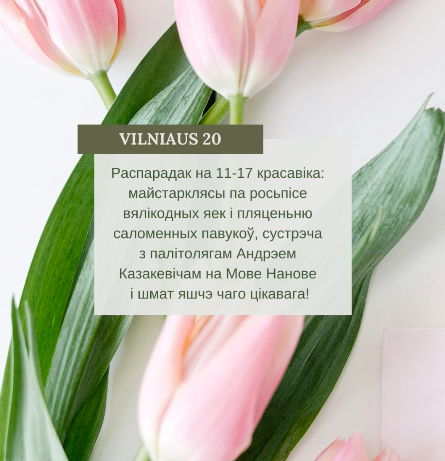 VILNIAUS 20
Распарадак на 11-17 красавіка:
майстарклясы па росьпісе
вялікодных яек і пляценьню
саломенных павукоў, сустрэча
з палітолягам Андрэем
Казакевічам на Мове Нанове
і шмат яшчэ чаго цікавага!